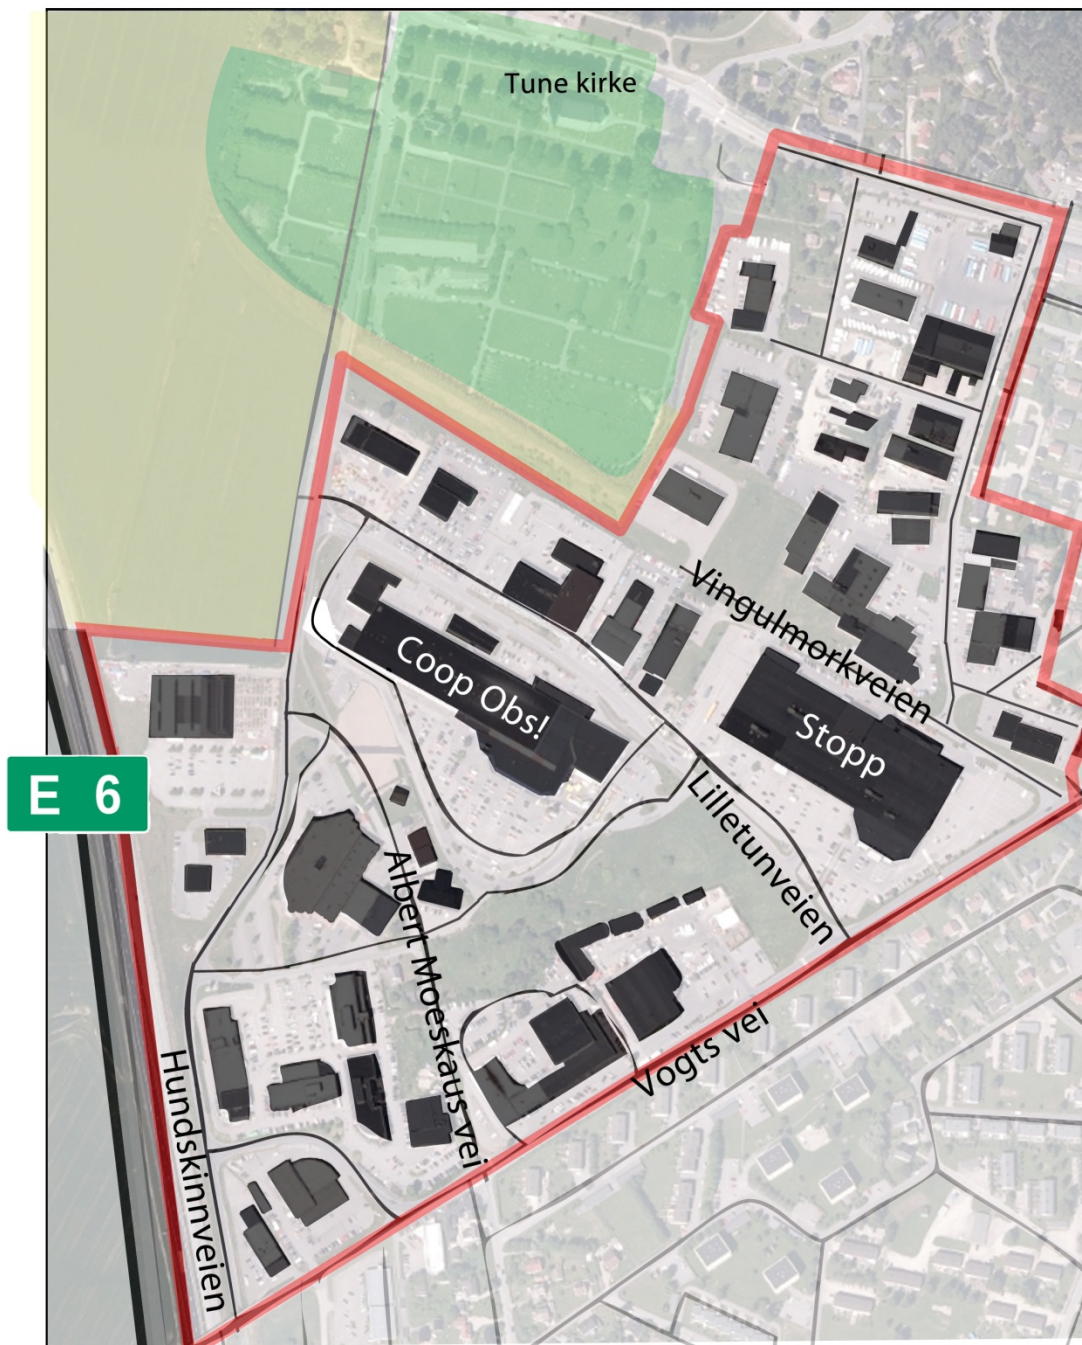 Tune kirke
Vingulmorkveien
Coop Obs!
Stopp
E 6
Lilletunveien
Albert Moeskaus vei
Vogts vei
Hundskinnveien